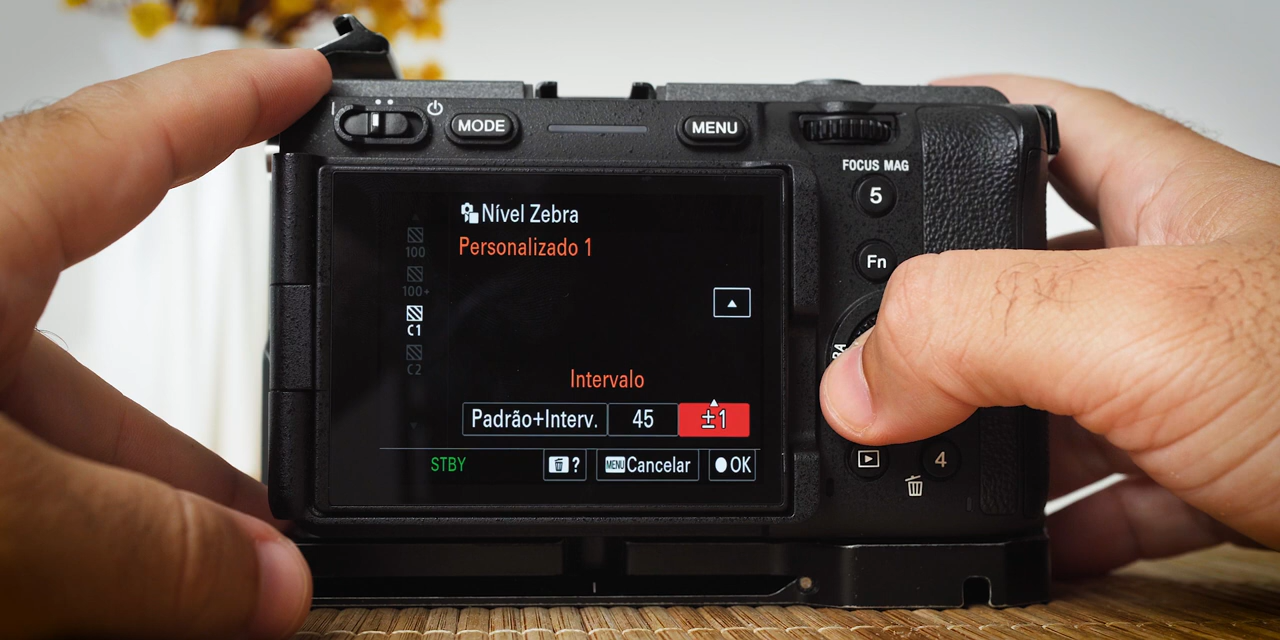 MODE
MENU
FOCUS MAG
5
Fn
Nível Zebra
Personalizado 1
100
100+
C1
C2
Intervalo
Padrão+Interv. 45 ±1
STBY ? MENU Cancelar OK
4